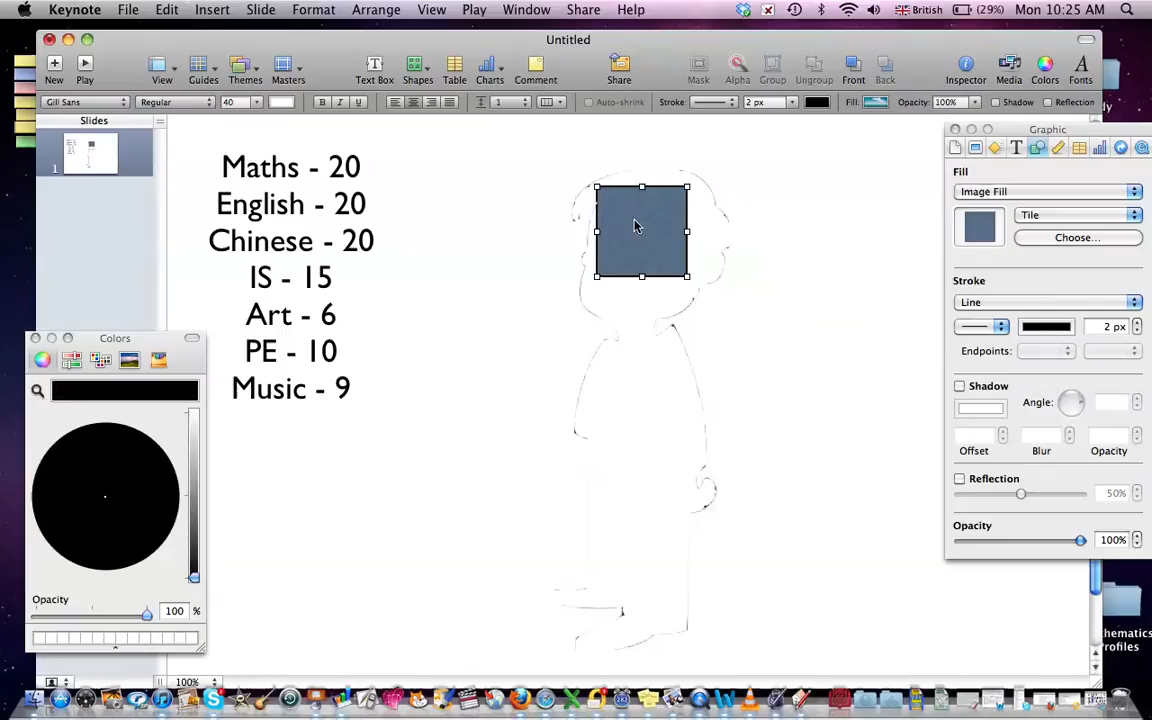 Keynote File Edit Insert Slide Format Arrange View Play Window Share Help British (29%) Mon 10:25 AM
Untitled
New Play View Guides Themes Masters Text Box Shapes Table Charts Comment Share Mask Alpha Group Ungroup Front Back Inspector Media Colors Fonts
Gill Sans Regular 40 B I U 1 Auto-shrink Stroke: 2 px Fill: Opacity: 100% Shadow Reflection
Slides
1
Maths - 20
English - 20
Chinese - 20
IS - 15
Art - 6
PE - 10
Music - 9
Colors
Opacity
100 %
100%
Graphic
Fill
Image Fill
Tile
Choose...
Stroke
Line
2 px
Endpoints:
Shadow
Angle:
Offset Blur Opacity
Reflection
50%
Opacity
100%